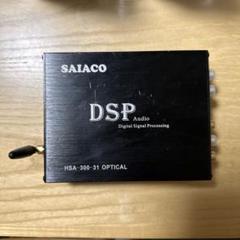 SAIACO
DSP Audio
Digital Signal Processing
HSA-300-31 OPTICAL